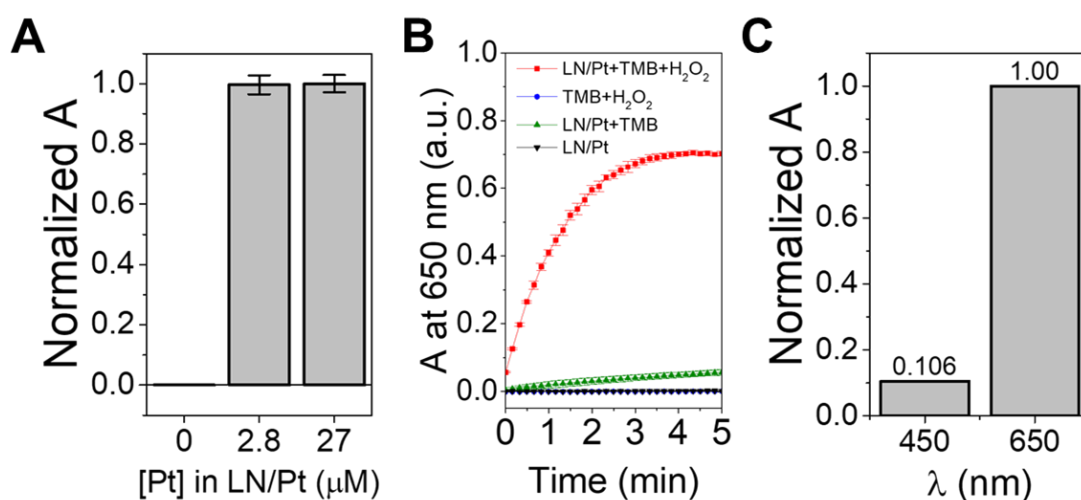 A
Normalized A
1.0
0.8
0.6
0.4
0.2
0.0
0 2.8 27
[Pt] in LN/Pt (μM)
B
A at 650 nm (a.u.)
1.0
0.8
0.6
0.4
0.2
0.0
LN/Pt+TMB+H₂O₂
TMB+H₂O₂
LN/Pt+TMB
LN/Pt
0 1 2 3 4 5
Time (min)
C
Normalized A
1.0
0.8
0.6
0.4
0.2
0.0
1.00
0.106
450 650
λ (nm)